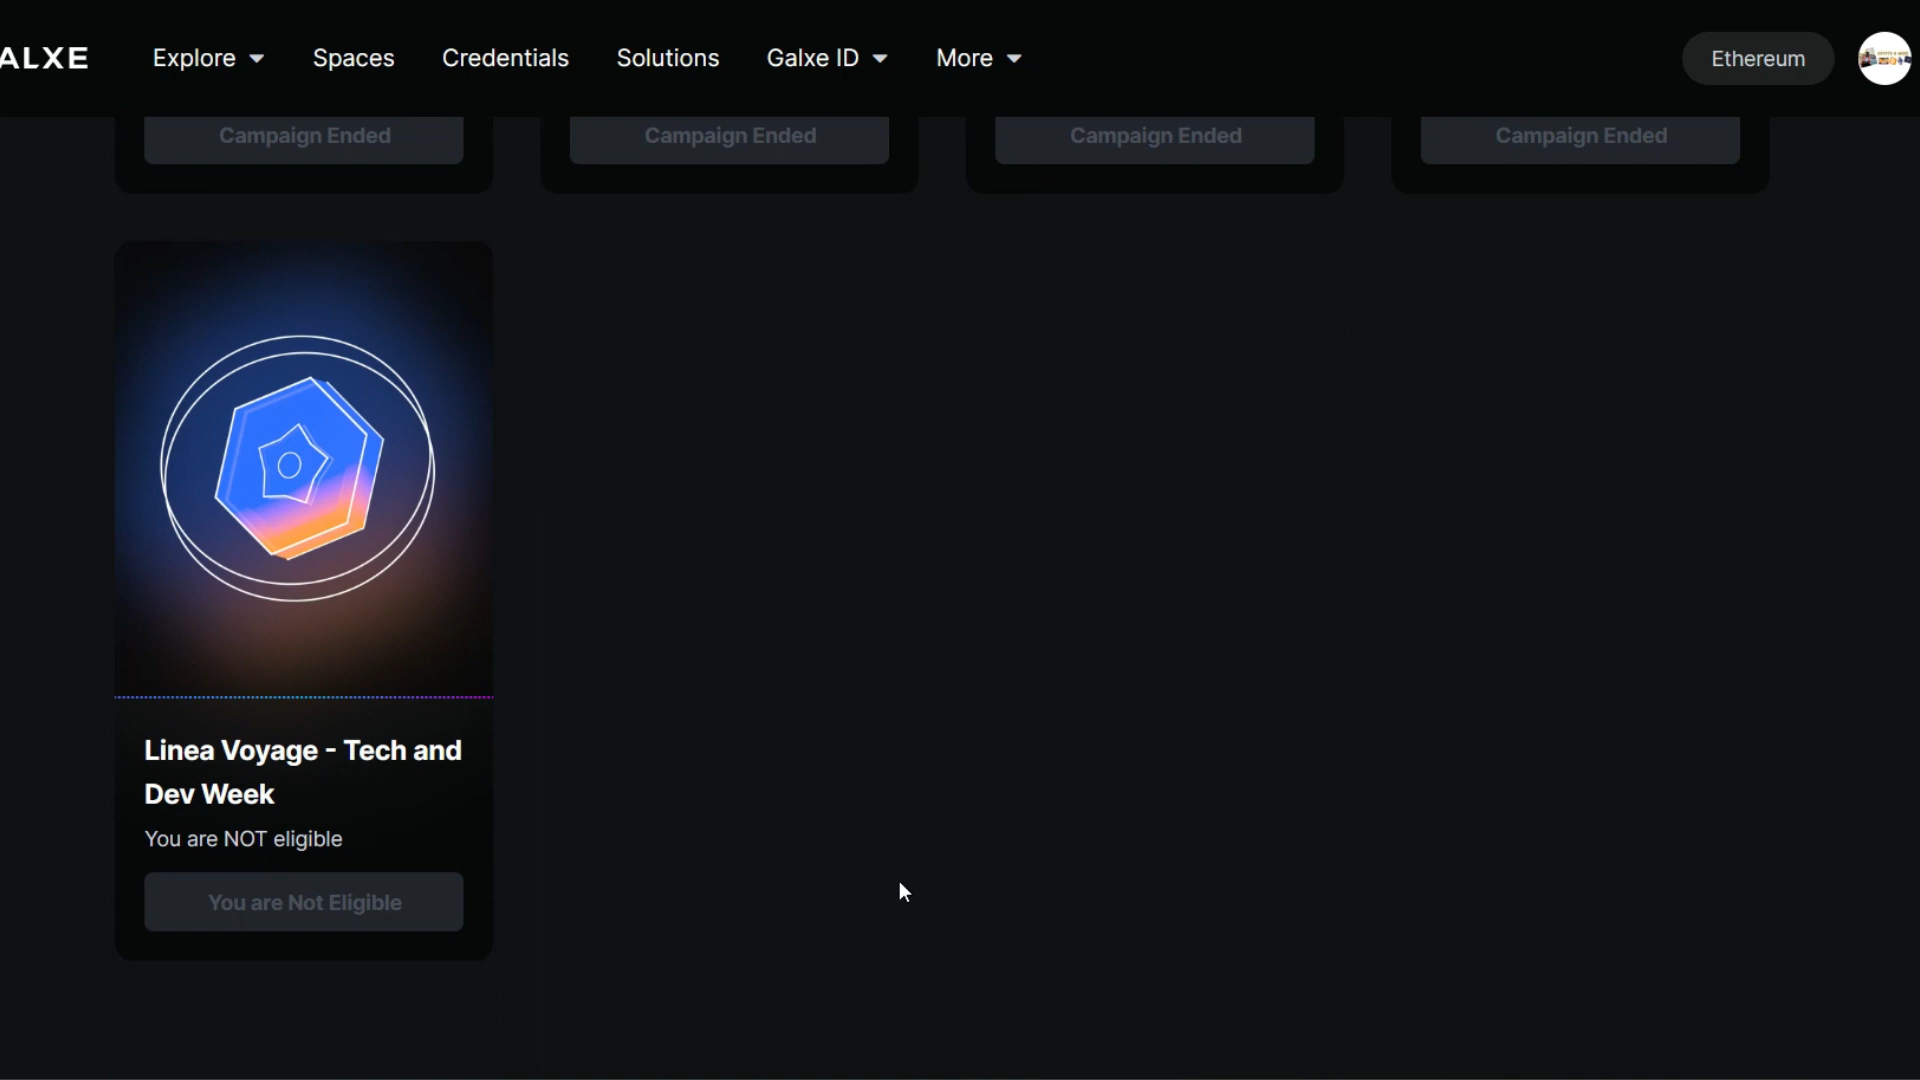 ALXE Explore Spaces Credentials Solutions Galxe ID More Ethereum
Campaign Ended Campaign Ended Campaign Ended Campaign Ended
Linea Voyage - Tech and
Dev Week
You are NOT eligible
You are Not Eligible